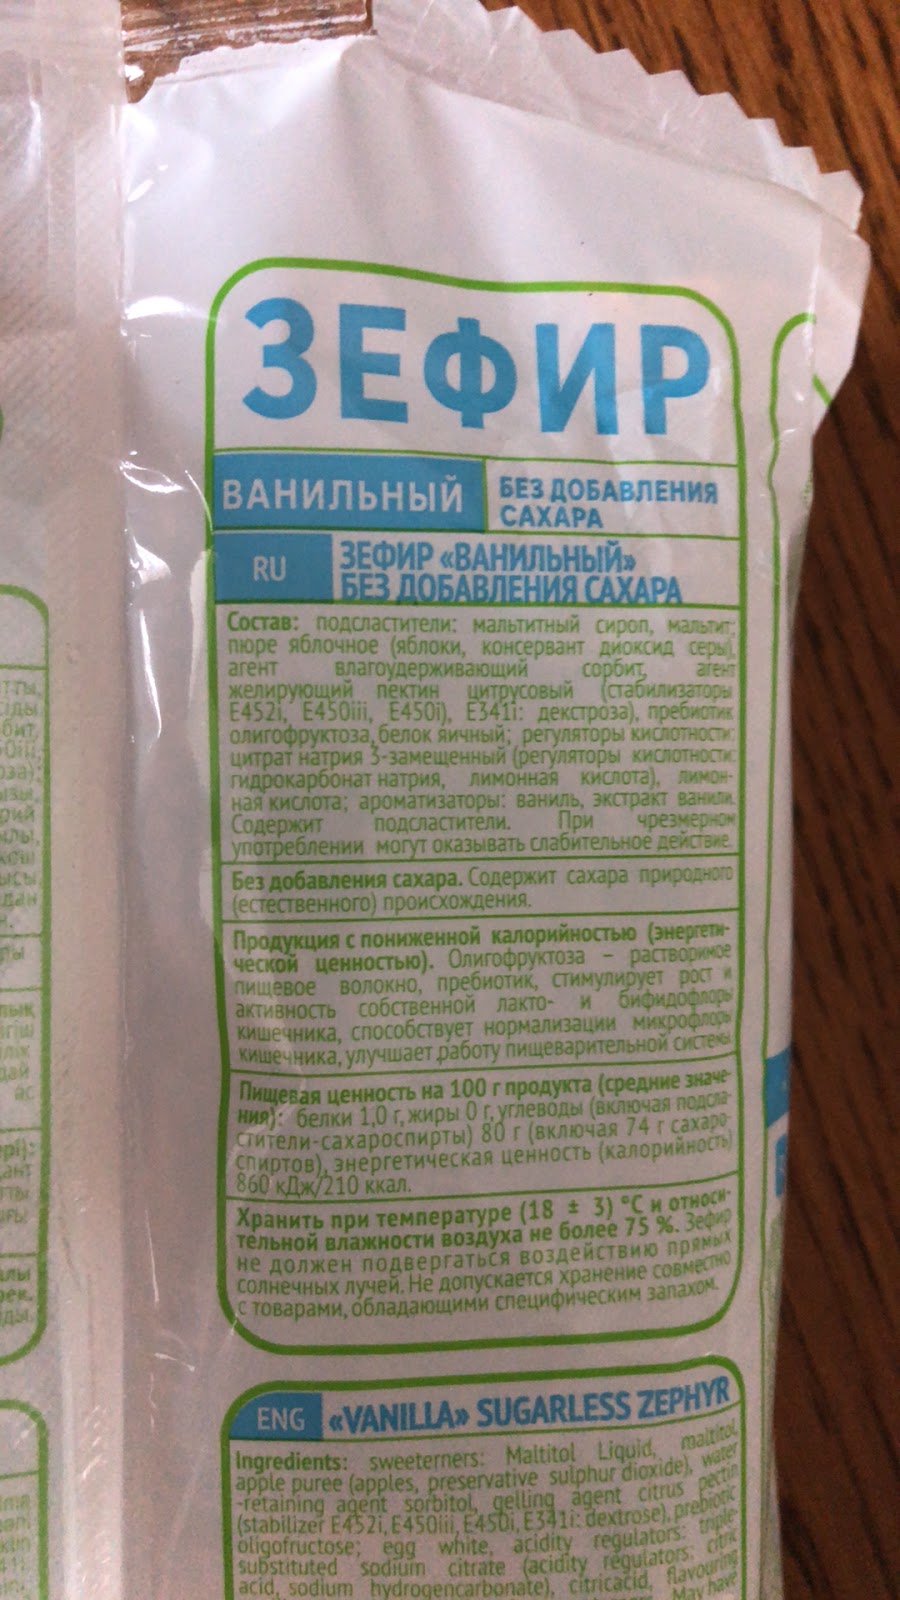 ЗЕФИР
ВАНИЛЬНЫЙ
БЕЗ ДОБАВЛЕНИЯ
САХАРА
RU
ЗЕФИР «ВАНИЛЬНЫЙ»
БЕЗ ДОБАВЛЕНИЯ САХАРА
Состав: подсластители: мальтитный сироп, мальтит;
пюре яблочное (яблоки, консервант диоксид серы),
агент влагоудерживающий сорбит, агент
желирующий пектин цитрусовый (стабилизаторы
E452i, E450iii, E450i), E341i: декстроза), пребиотик
олигофруктоза, белок яичный; регуляторы кислотности:
цитрат натрия 3-замещенный (регуляторы кислотности:
гидрокарбонат натрия, лимонная кислота), лимон-
ная кислота; ароматизаторы: ваниль, экстракт ванили.
Содержит подсластители. При чрезмерном
употреблении могут оказывать слабительное действие.
Без добавления сахара. Содержит сахара природного
(естественного) происхождения.
Продукция с пониженной калорийностью (энергети-
ческой ценностью). Олигофруктоза – растворимое
пищевое волокно, пребиотик, стимулирует рост и
активность собственной лакто- и бифидофлоры
кишечника, способствует нормализации микрофлоры
кишечника, улучшает работу пищеварительной системы.
Пищевая ценность на 100 г продукта (средние значе-
ния): белки 1,0 г, жиры 0 г, углеводы (включая подсла-
стители-сахароспирты) 80 г (включая 74 г сахаро-
спиртов), энергетическая ценность (калорийность)
860 кДж/210 ккал.
Хранить при температуре (18 ± 3) °С и относи-
тельной влажности воздуха не более 75 %. Зефир
не должен подвергаться воздействию прямых
солнечных лучей. Не допускается хранение совместно
с товарами, обладающими специфическим запахом.
ENG
«VANILLA» SUGARLESS ZEPHYR
Ingredients: sweeterners: Maltitol Liquid, maltitol,
apple puree (apples, preservative sulphur dioxide), water
-retaining agent sorbitol, gelling agent citrus pectin
(stabilizer E452i, E450iii, E450i, E341i: dextrose), prebiotic
oligofructose; egg white, acidity regulators: triple-
substituted sodium citrate (acidity regulators: citric
acid, sodium hydrogencarbonate), citricacid, flavouring
May have